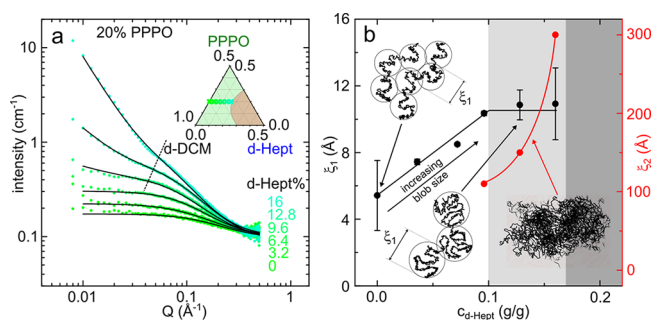 a
20% PPPO
PPPO
0.5
0.5
1.0
0.0
0.0
0.5
d-DCM
d-Hept
d-Hept%
16
12.8
9.6
6.4
3.2
0
10
1
0.1
intensity (cm⁻¹)
0.01
0.1
1
Q (Å⁻¹)
b
16
12
8
4
0
ξ₁ (Å)
ξ₁
increasing
blob size
ξ₁
300
200
100
0
ξ₂ (Å)
0.0
0.1
0.2
c_d-Hept (g/g)